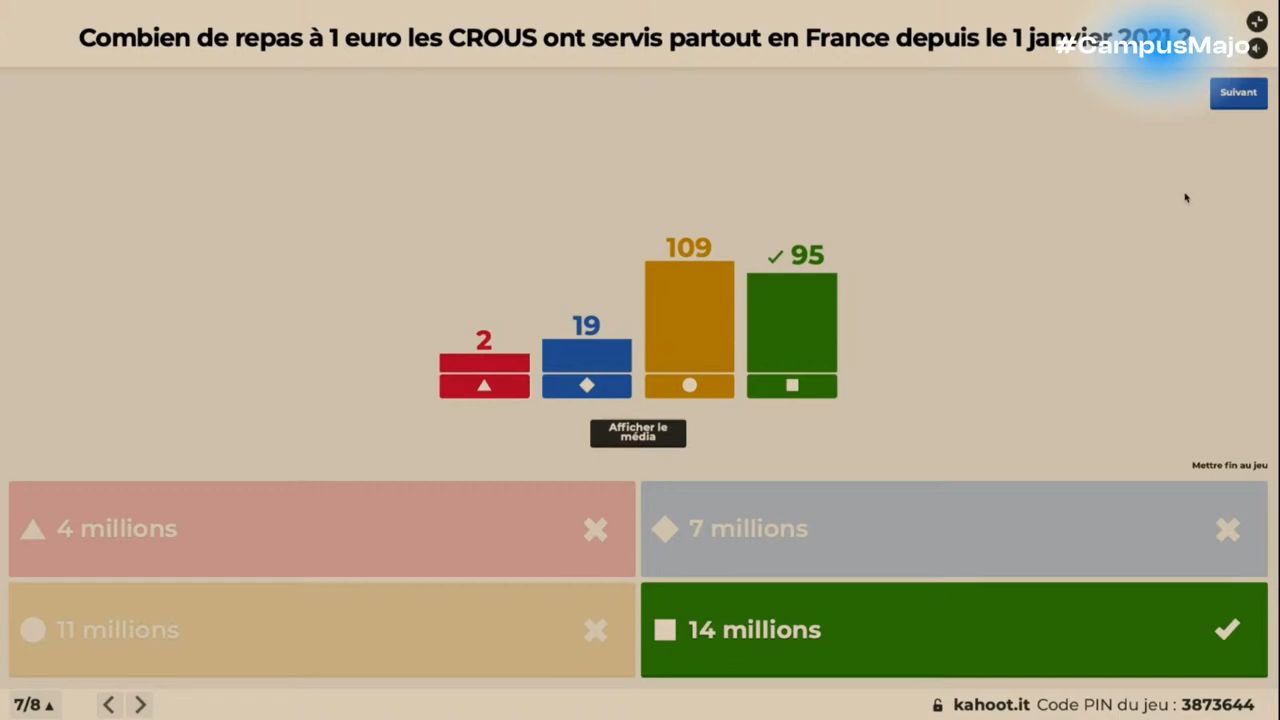 Combien de repas à 1 euro les CROUS ont servis partout en France depuis le 1 janvier 2021 ?
#CampusMajo
Suivant
109
95
19
2
Afficher le
média
Mettre fin au jeu
4 millions
7 millions
11 millions
14 millions
7/8
kahoot.it Code PIN du jeu : 3873644